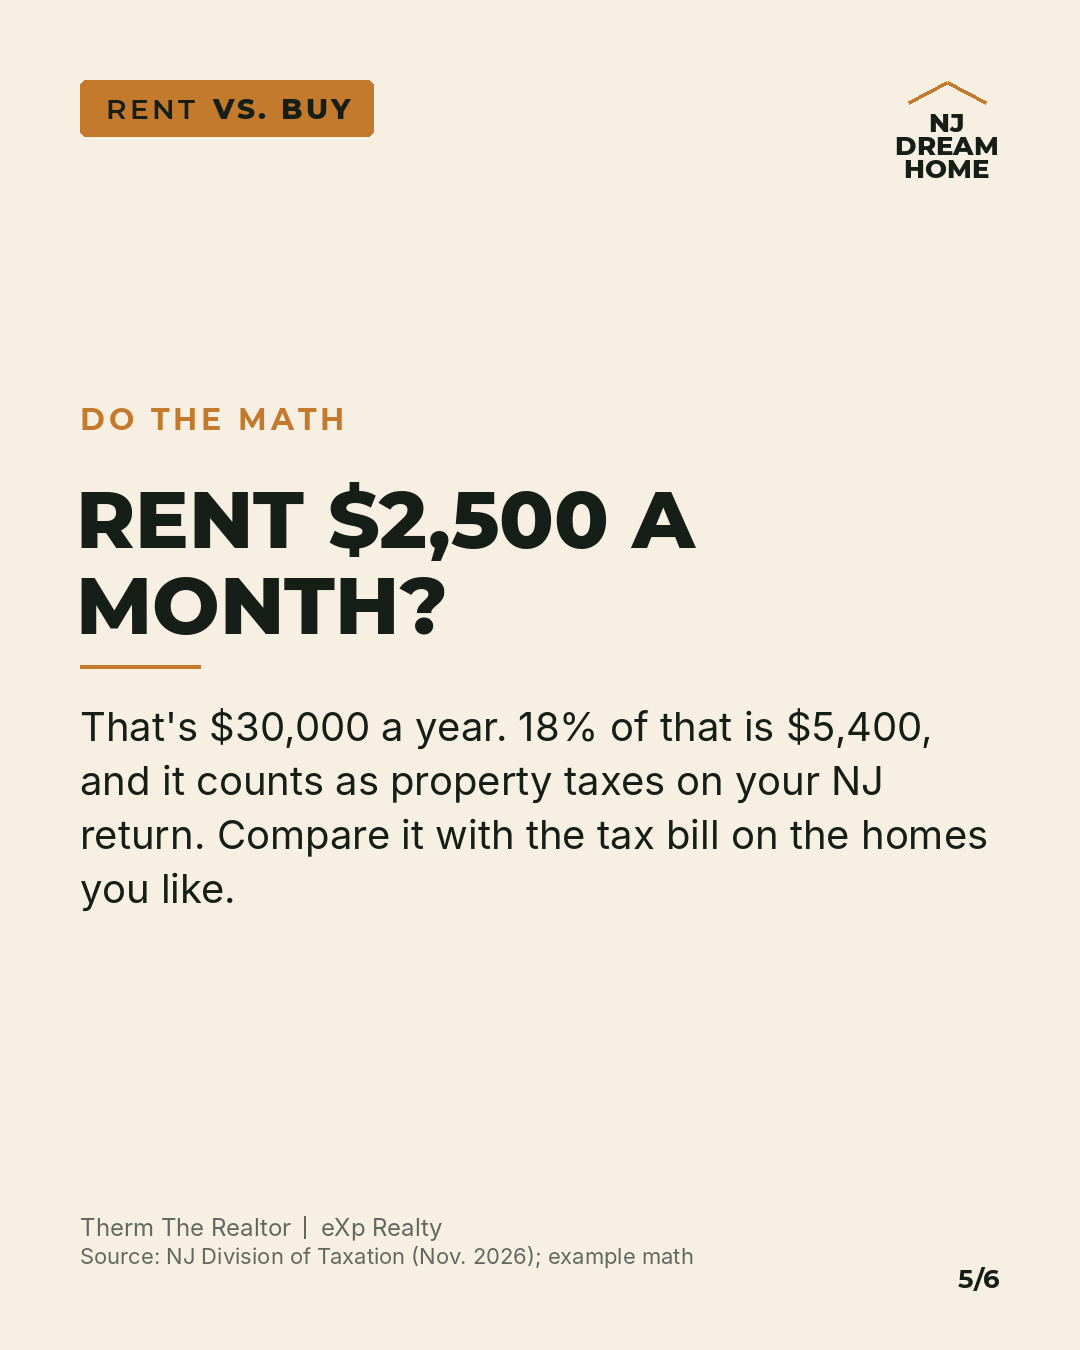 RENT VS. BUY
NJ
DREAM
HOME
DO THE MATH
RENT $2,500 A
MONTH?
That's $30,000 a year. 18% of that is $5,400,
and it counts as property taxes on your NJ
return. Compare it with the tax bill on the homes
you like.
Therm The Realtor | eXp Realty
Source: NJ Division of Taxation (Nov. 2026); example math
5/6